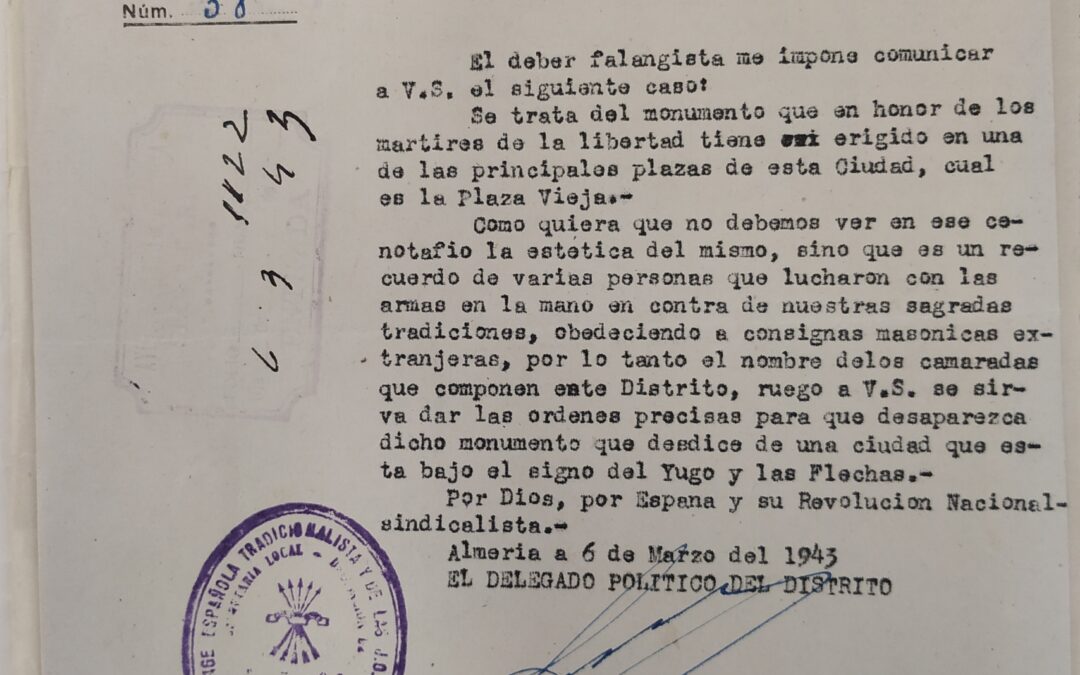 Núm. 38
El deber falangista me impone comunicar
a V.S. el siguiente caso:
Se trata del monumento que en honor de los
martires de la libertad tiene erigido en una
de las principales plazas de esta Ciudad, cual
es la Plaza Vieja.-
Como quiera que no debemos ver en ese ce-
notafio la estética del mismo, sino que es un re-
cuerdo de varias personas que lucharon con las
armas en la mano en contra de nuestras sagradas
tradiciones, obedeciendo a consignas masonicas ex-
tranjeras, por lo tanto el nombre delos camaradas
que componen este Distrito, ruego a V.S. se sir-
va dar las ordenes precisas para que desaparezca
dicho monumento que desdice de una ciudad que es-
ta bajo el signo del Yugo y las Flechas.-
Por Dios, por Espana y su Revolucion Nacional-
sindicalista.-
Almeria a 6 de Marzo del 1943
EL DELEGADO POLITICO DEL DISTRITO
ESPAÑOLA TRADICIONALISTA Y DE LAS J.O.
LOCAL